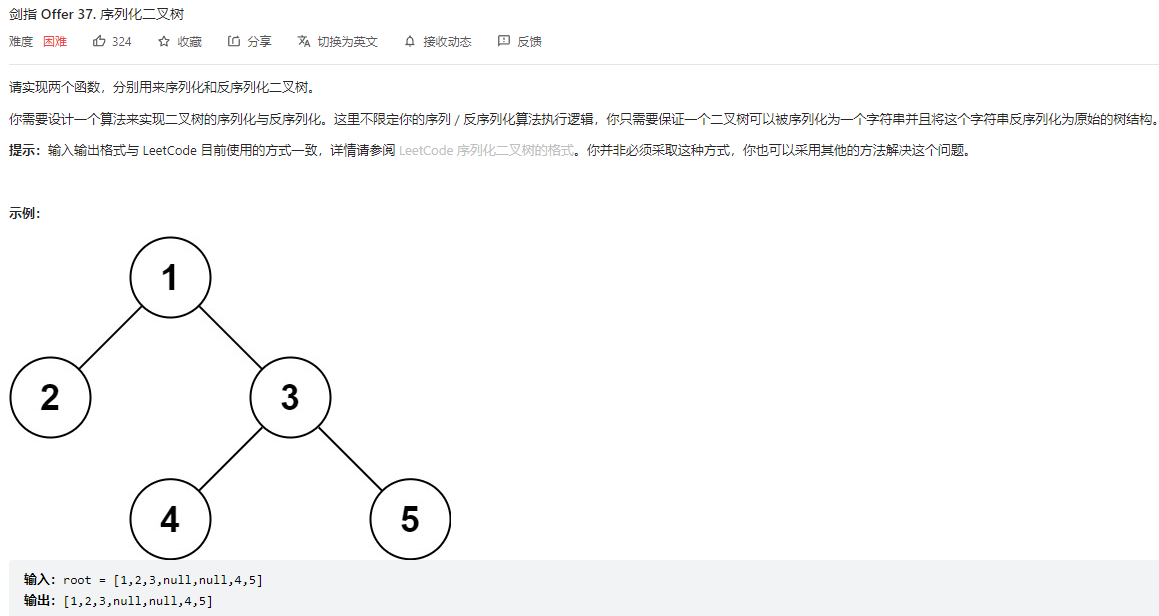 剑指 Offer 37. 序列化二叉树
难度 困难 324 收藏 分享 切换为英文 接收动态 反馈
请实现两个函数，分别用来序列化和反序列化二叉树。
你需要设计一个算法来实现二叉树的序列化与反序列化。这里不限定你的序列 / 反序列化算法执行逻辑，你只需要保证一个二叉树可以被序列化为一个字符串并且将这个字符串反序列化为原始的树结构。
提示：输入输出格式与 LeetCode 目前使用的方式一致，详情请参阅 LeetCode 序列化二叉树的格式。你并非必须采取这种方式，你也可以采用其他的方法解决这个问题。
示例：
1
2 3
4 5
输入：root = [1,2,3,null,null,4,5]
输出：[1,2,3,null,null,4,5]